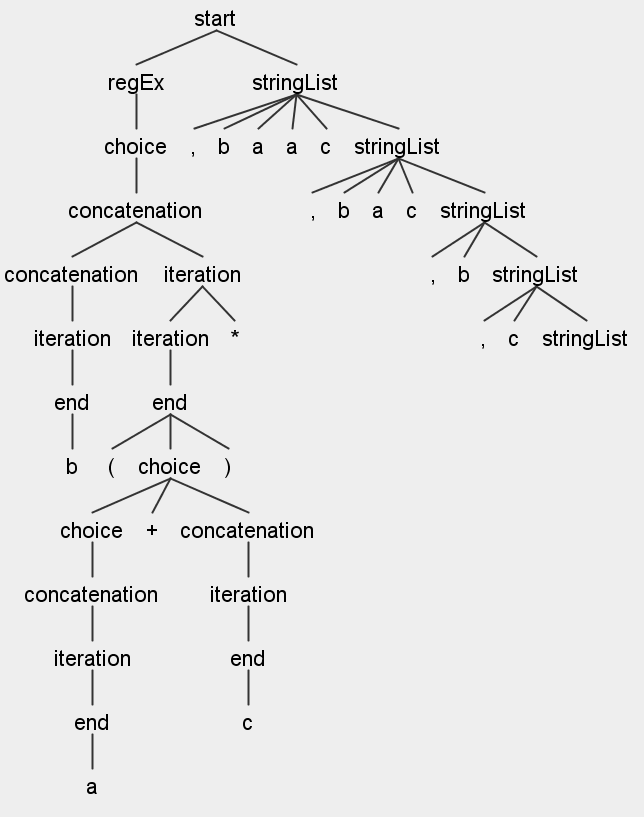 start
regEx stringList
choice , b a a c stringList
concatenation , b a c stringList
concatenation iteration , b stringList
iteration iteration * , c stringList
end end
b ( choice )
choice + concatenation
concatenation iteration
iteration end
end c
a